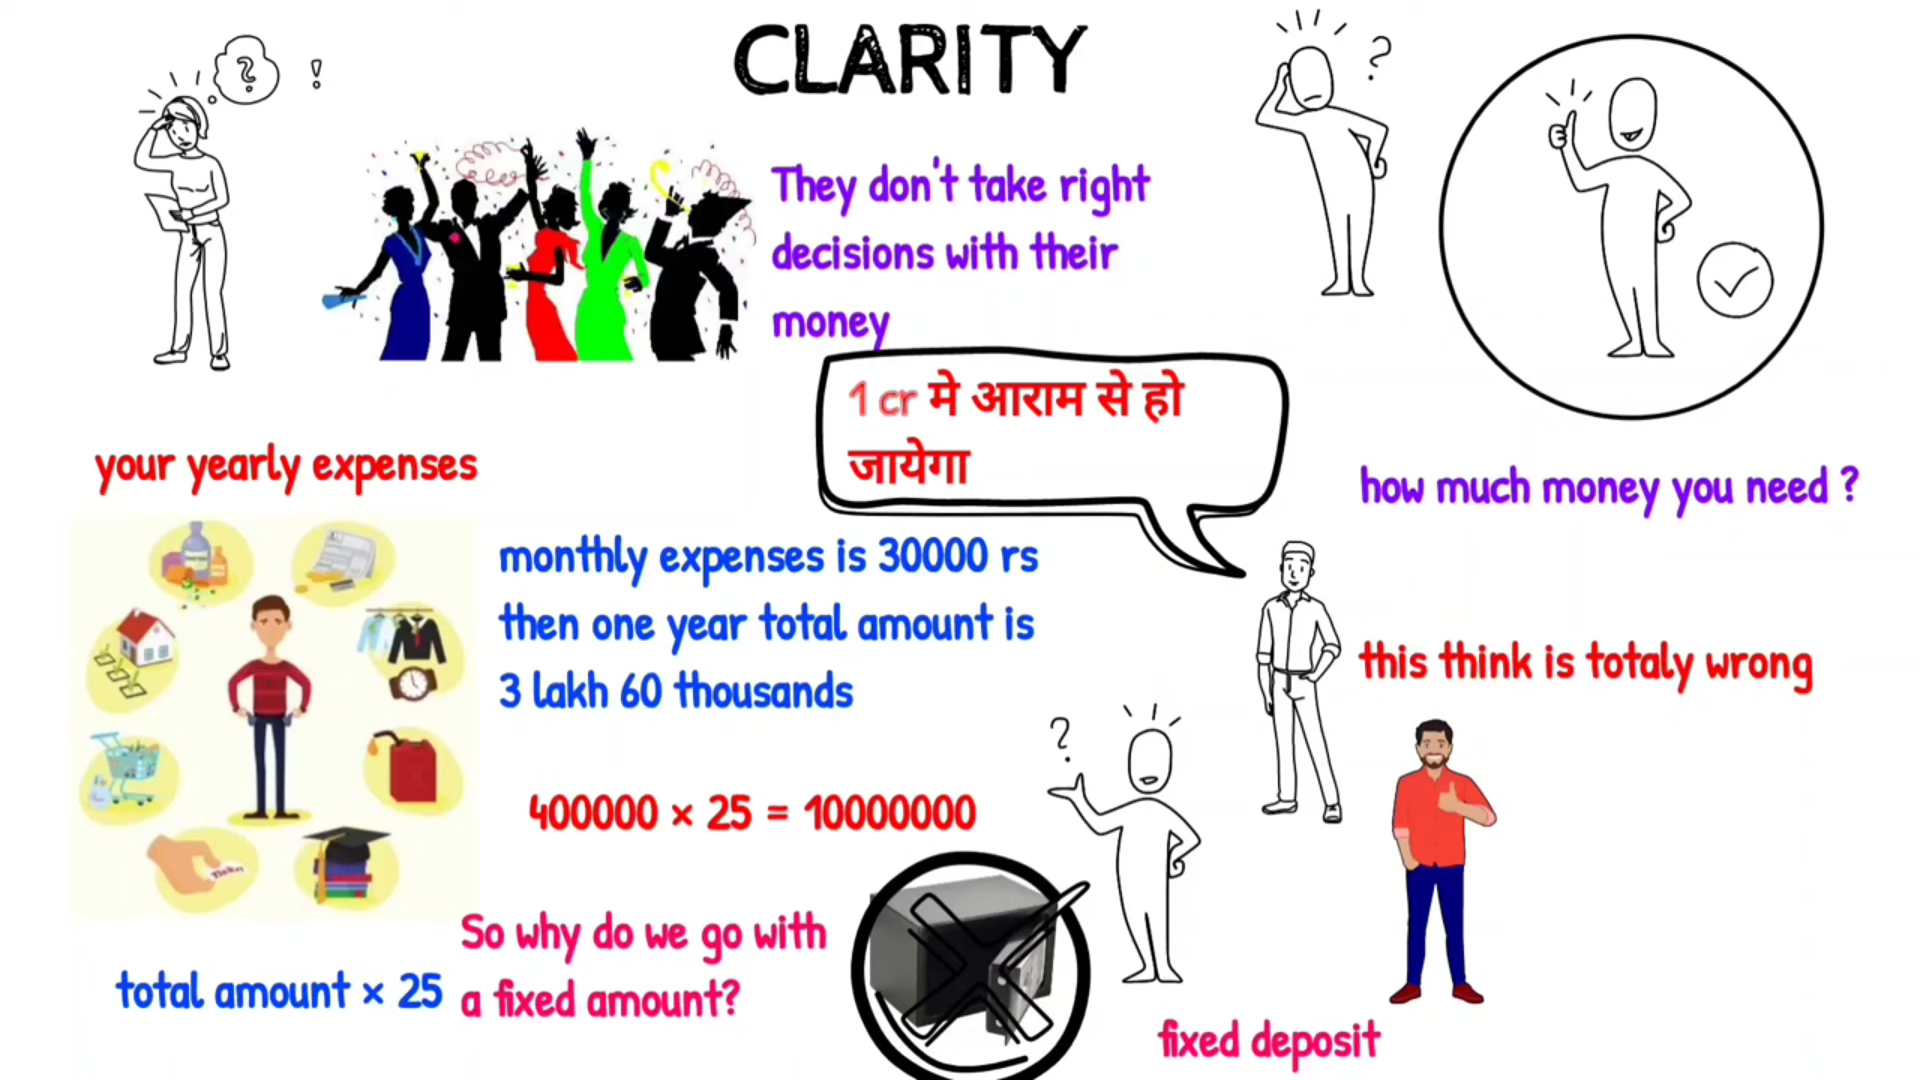 CLARITY
?
!
?
They don't take right
decisions with their
money
1 cr मे आराम से हो
जायेगा
your yearly expenses
how much money you need ?
monthly expenses is 30000 rs
then one year total amount is
3 lakh 60 thousands
this think is totaly wrong
?
400000 × 25 = 10000000
Ticket
So why do we go with
a fixed amount?
total amount × 25
fixed deposit